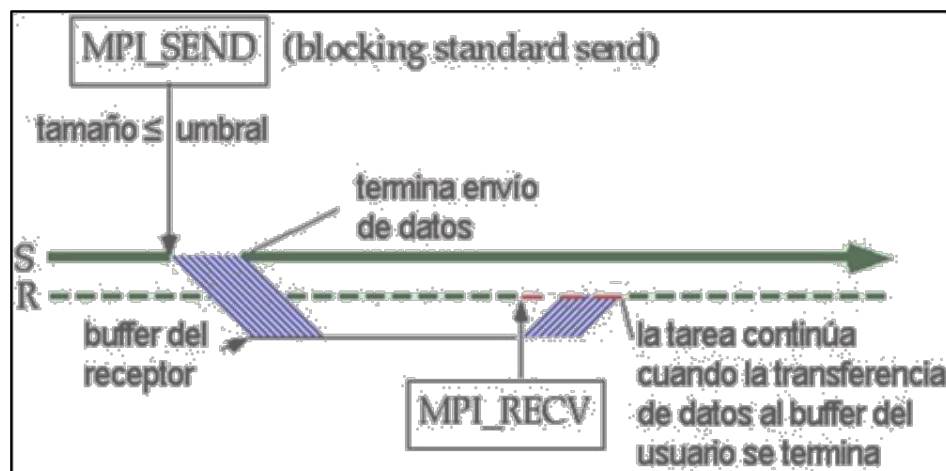 MPI_SEND (blocking standard send)
tamaño ≤ umbral
termina envío
de datos
S
R
buffer del
receptor
la tarea continúa
cuando la transferencia
de datos al buffer del
usuario se termina
MPI_RECV